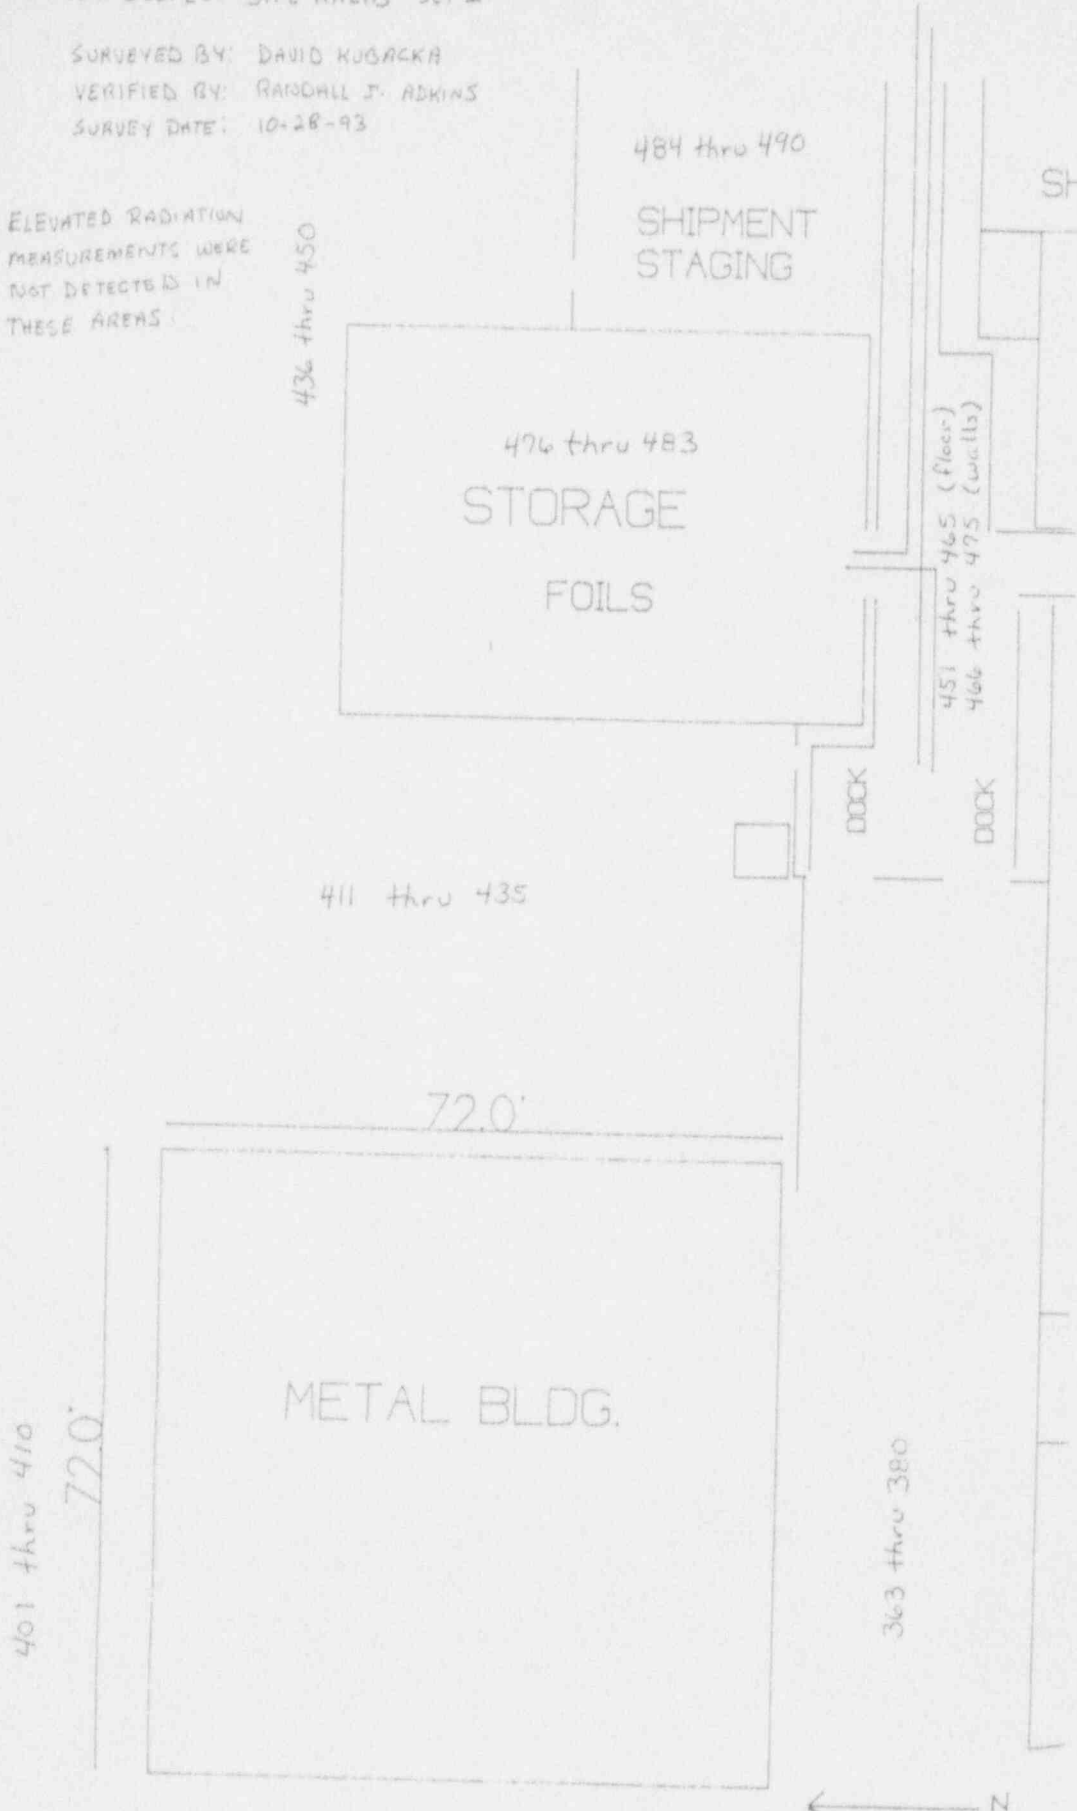 SITE AREAS
SURVEYED BY: DAVID KUBACKA
VERIFIED BY: RANDALL J. ADKINS
SURVEY DATE: 10-28-93
ELEVATED RADIATION
MEASUREMENTS WERE
NOT DETECTED IN
THESE AREAS.
436 thru 450
484 thru 490
SHIPMENT
STAGING
SH
476 thru 483
STORAGE
FOILS
451 thru 465 (floor)
466 thru 475 (walls)
DOCK
DOCK
411 thru 435
72.0'
METAL BLDG.
72.0'
401 thru 410
363 thru 380
N